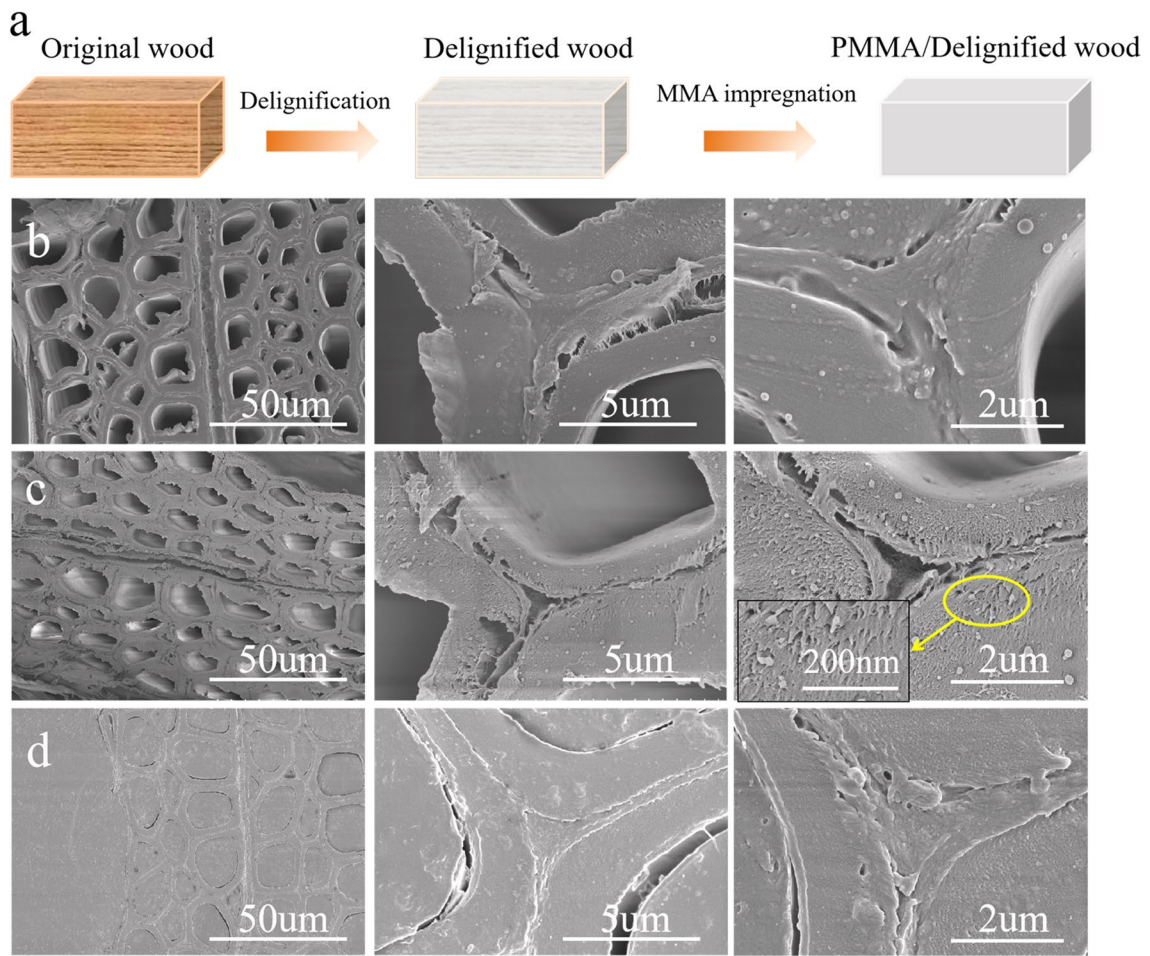 a
Original wood
Delignified wood
PMMA/Delignified wood
Delignification
MMA impregnation
b
50um
5um
2um
c
50um
5um
200nm
2um
d
50um
5um
2um